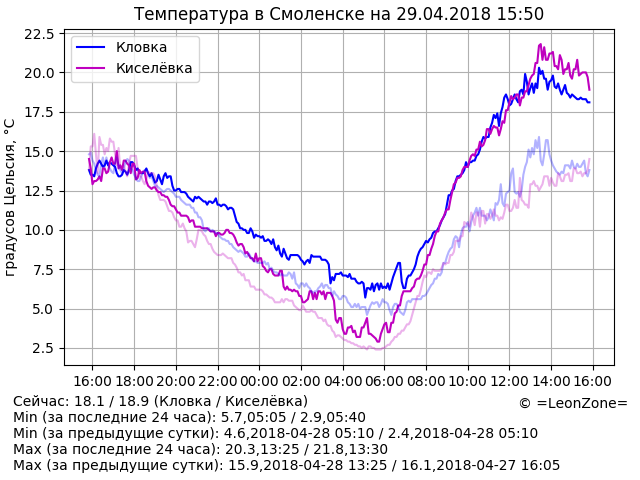 Температура в Смоленске на 29.04.2018 15:50
Кловка
Киселёвка
градусов Цельсия, °C
22.5
20.0
17.5
15.0
12.5
10.0
7.5
5.0
2.5
16:00 18:00 20:00 22:00 00:00 02:00 04:00 06:00 08:00 10:00 12:00 14:00 16:00
Сейчас: 18.1 / 18.9 (Кловка / Киселёвка)
© =LeonZone=
Min (за последние 24 часа): 5.7,05:05 / 2.9,05:40
Min (за предыдущие сутки): 4.6,2018-04-28 05:10 / 2.4,2018-04-28 05:10
Max (за последние 24 часа): 20.3,13:25 / 21.8,13:30
Max (за предыдущие сутки): 15.9,2018-04-28 13:25 / 16.1,2018-04-27 16:05